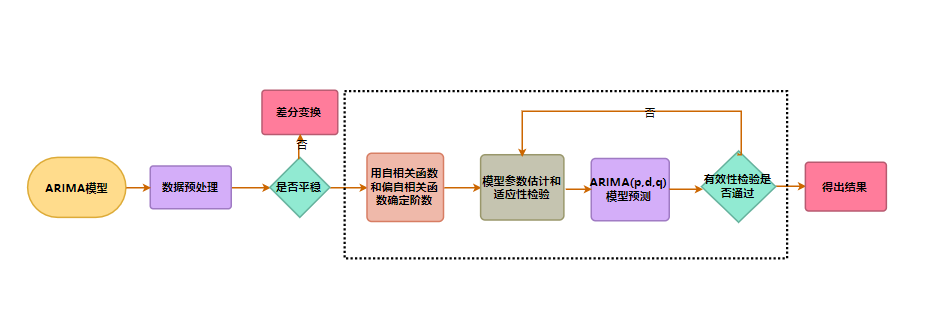 ARIMA模型
数据预处理
是否平稳
否
差分变换
用自相关函数
和偏自相关函
数确定阶数
模型参数估计和
适应性检验
ARIMA(p,d,q)
模型预测
有效性检验是
否通过
否
得出结果